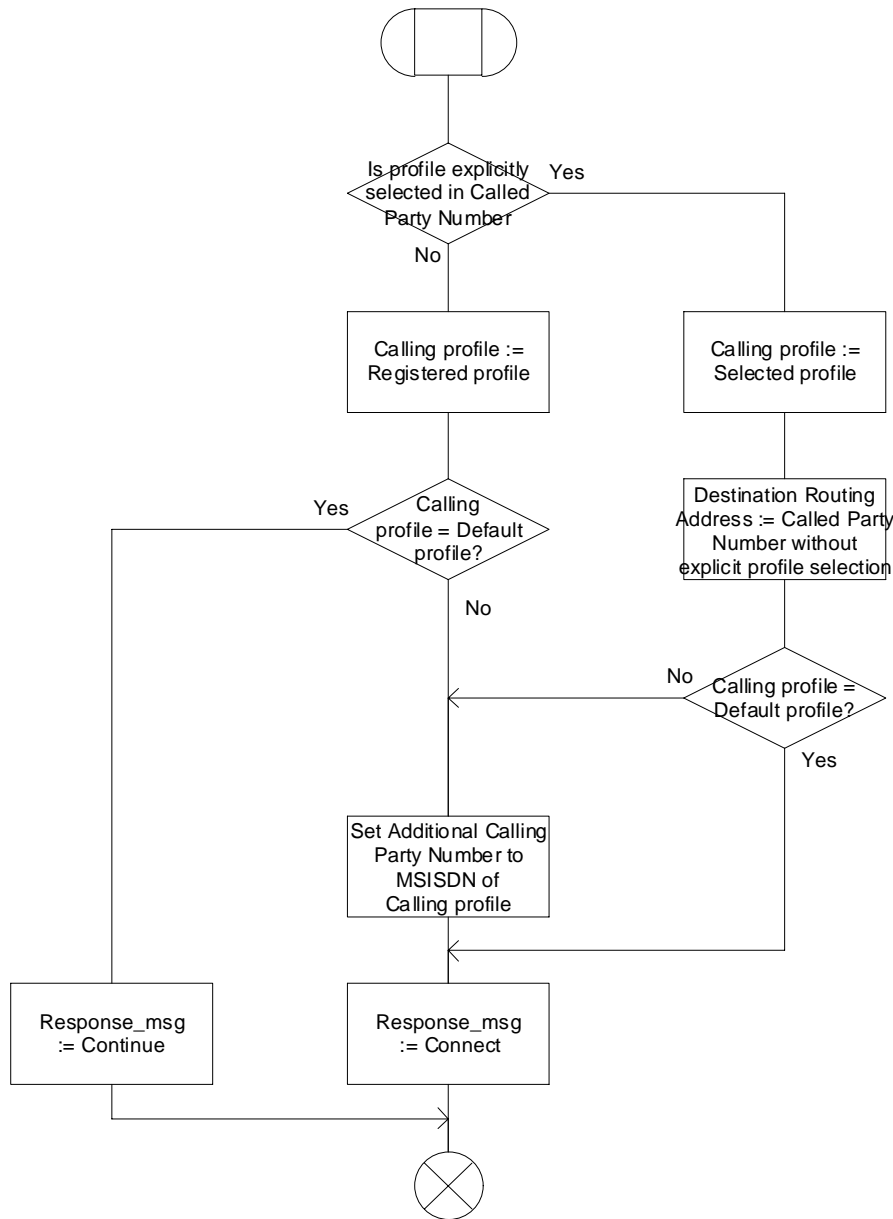 Is profile explicitly
selected in Called
Party Number
Yes
No
Calling profile :=
Registered profile
Calling profile :=
Selected profile
Yes
Calling
profile = Default
profile?
No
Destination Routing
Address := Called Party
Number without
explicit profile selection
No
Calling profile =
Default profile?
Yes
Set Additional Calling
Party Number to
MSISDN of
Calling profile
Response_msg
:= Continue
Response_msg
:= Connect